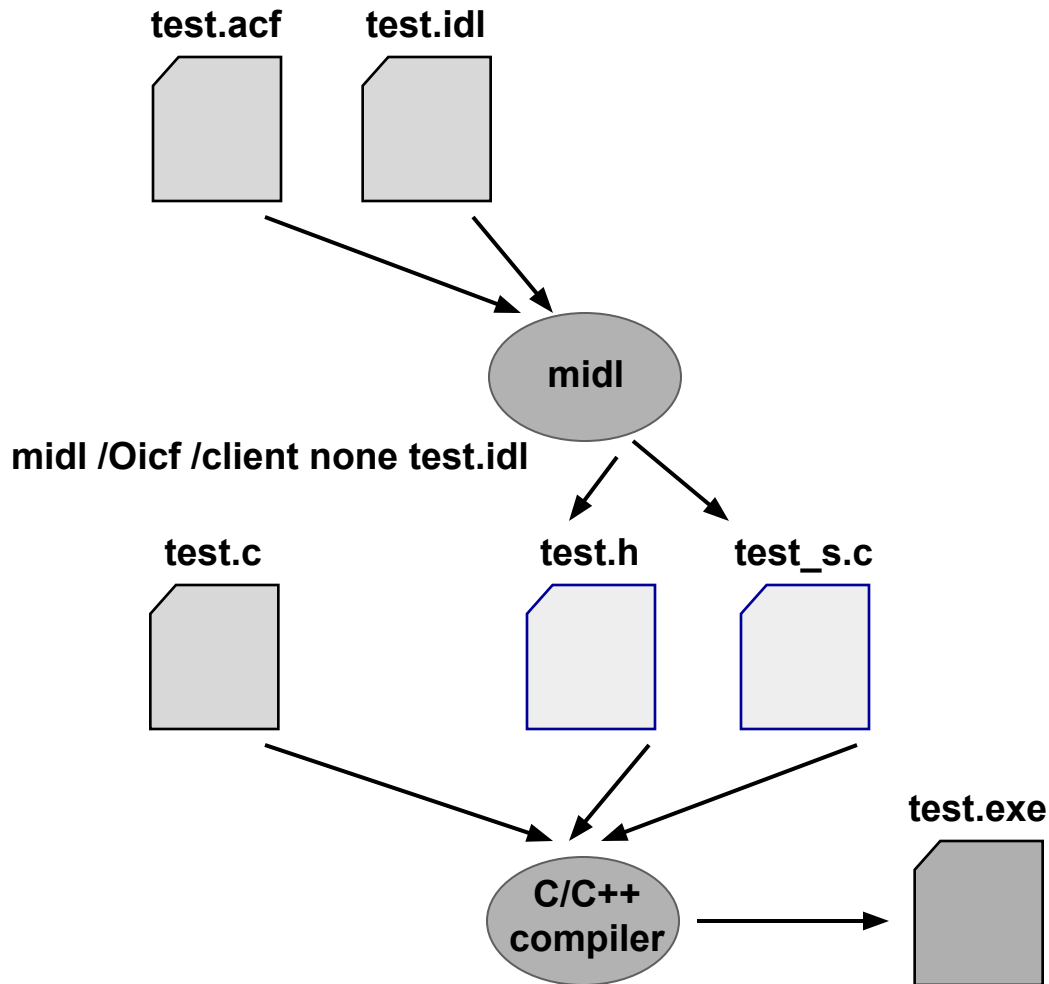 test.acf
test.idl
midl
midl /Oicf /client none test.idl
test.c
test.h
test_s.c
test.exe
C/C++
compiler